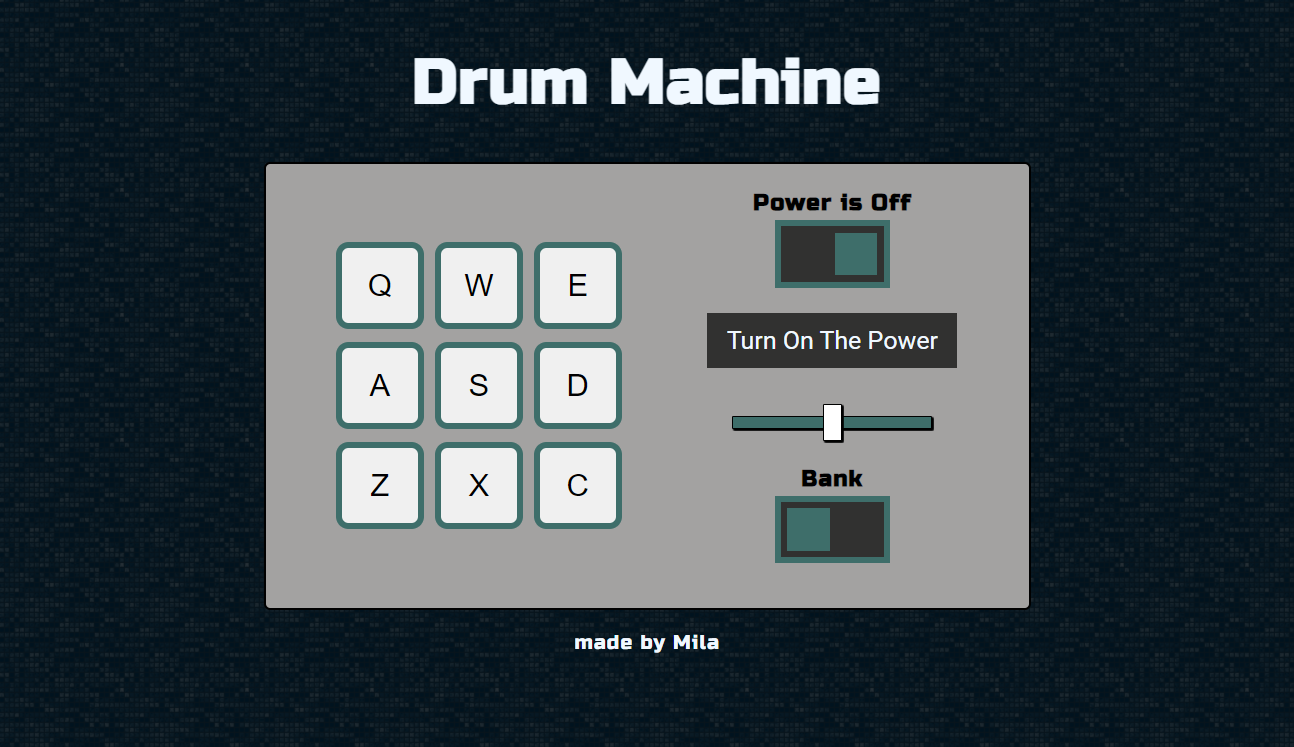 Drum Machine
Q W E
A S D
Z X C
Power is Off
Turn On The Power
Bank
made by Mila